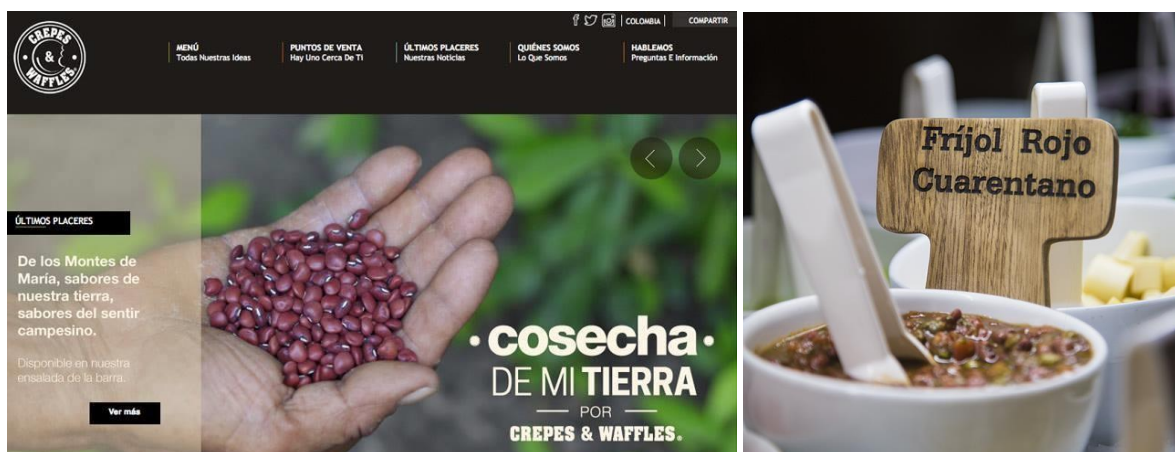 CREPES
&
WAFFLES
COLOMBIA
COMPARTIR
MENÚ
Todas Nuestras Ideas
PUNTOS DE VENTA
Hay Uno Cerca De Ti
ÚLTIMOS PLACERES
Nuestras Noticias
QUIÉNES SOMOS
Lo Que Somos
HABLEMOS
Preguntas E Información
ÚLTIMOS PLACERES
De los Montes de
María, sabores de
nuestra tierra,
sabores del sentir
campesino.
Disponible en nuestra
ensalada de la barra.
Ver más
• cosecha •
DE MI TIERRA
POR
CREPES & WAFFLES.
Fríjol Rojo
Cuarentano